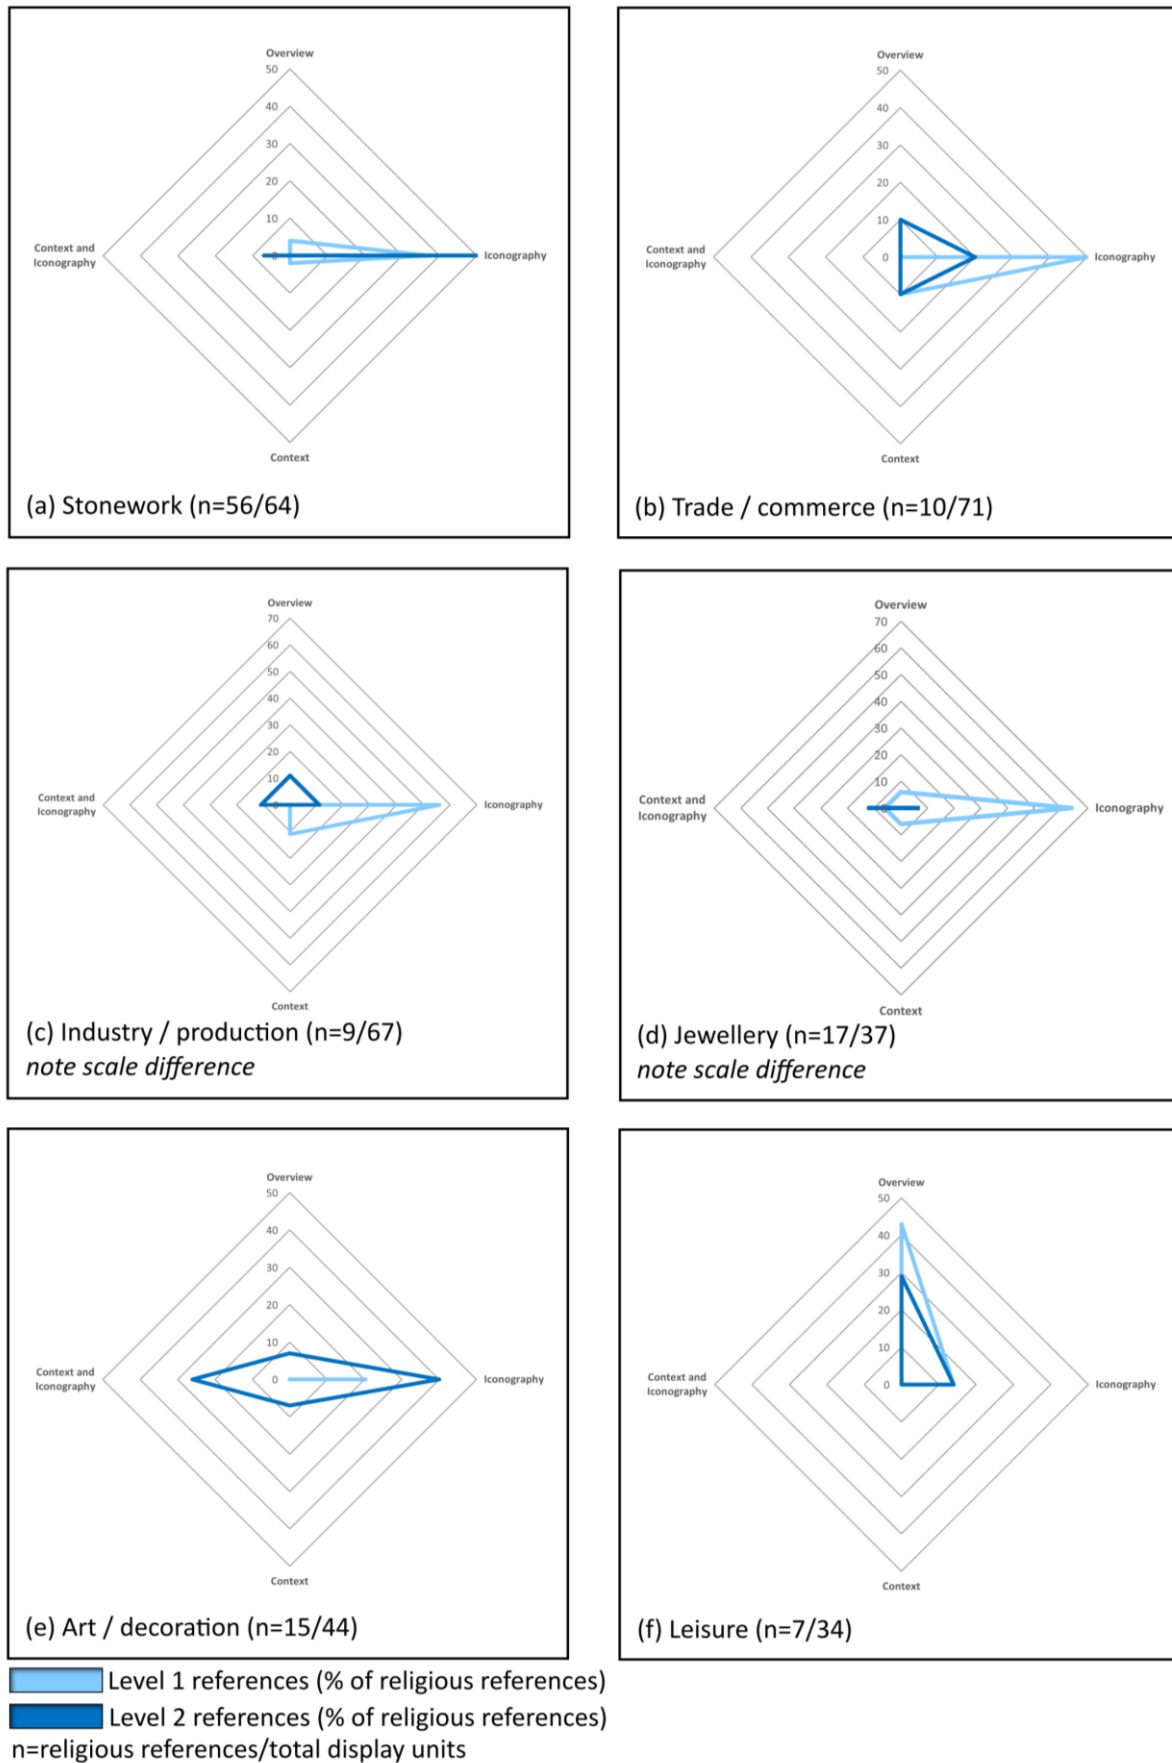 Overview
50
40
30
20
10
0
Context and
Iconography
Iconography
Context
(a) Stonework (n=56/64)
Overview
50
40
30
20
10
0
Context and
Iconography
Iconography
Context
(b) Trade / commerce (n=10/71)
Overview
70
60
50
40
30
20
10
0
Context and
Iconography
Iconography
Context
(c) Industry / production (n=9/67)
note scale difference
Overview
70
60
50
40
30
20
10
0
Context and
Iconography
Iconography
Context
(d) Jewellery (n=17/37)
note scale difference
Overview
50
40
30
20
10
0
Context and
Iconography
Iconography
Context
(e) Art / decoration (n=15/44)
Overview
50
40
30
20
10
0
Context and
Iconography
Iconography
Context
(f) Leisure (n=7/34)
Level 1 references (% of religious references)
Level 2 references (% of religious references)
n=religious references/total display units